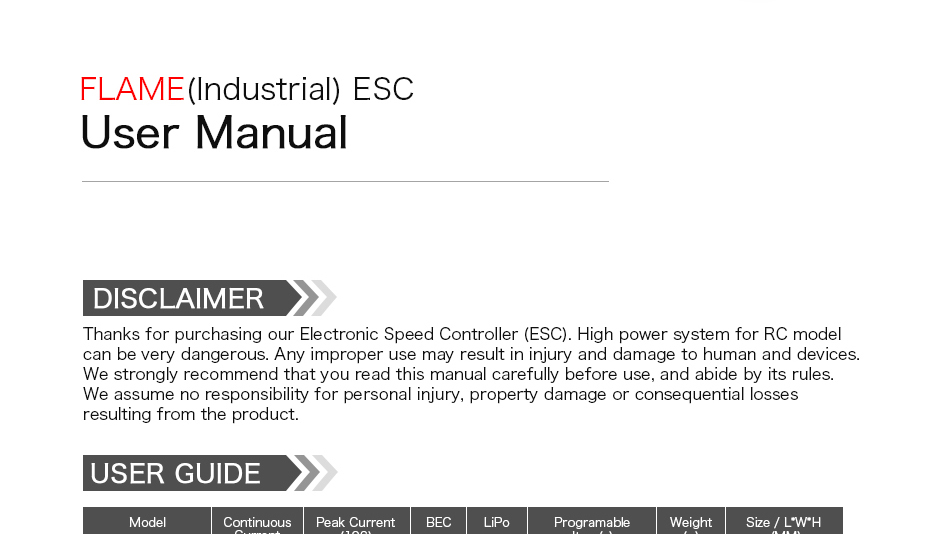 FLAME(Industrial) ESC
User Manual
DISCLAIMER
Thanks for purchasing our Electronic Speed Controller (ESC). High power system for RC model
can be very dangerous. Any improper use may result in injury and damage to human and devices.
We strongly recommend that you read this manual carefully before use, and abide by its rules.
We assume no responsibility for personal injury, property damage or consequential losses
resulting from the product.
USER GUIDE
Model Continuous Peak Current BEC LiPo Programable Weight Size / L*W*H
Current